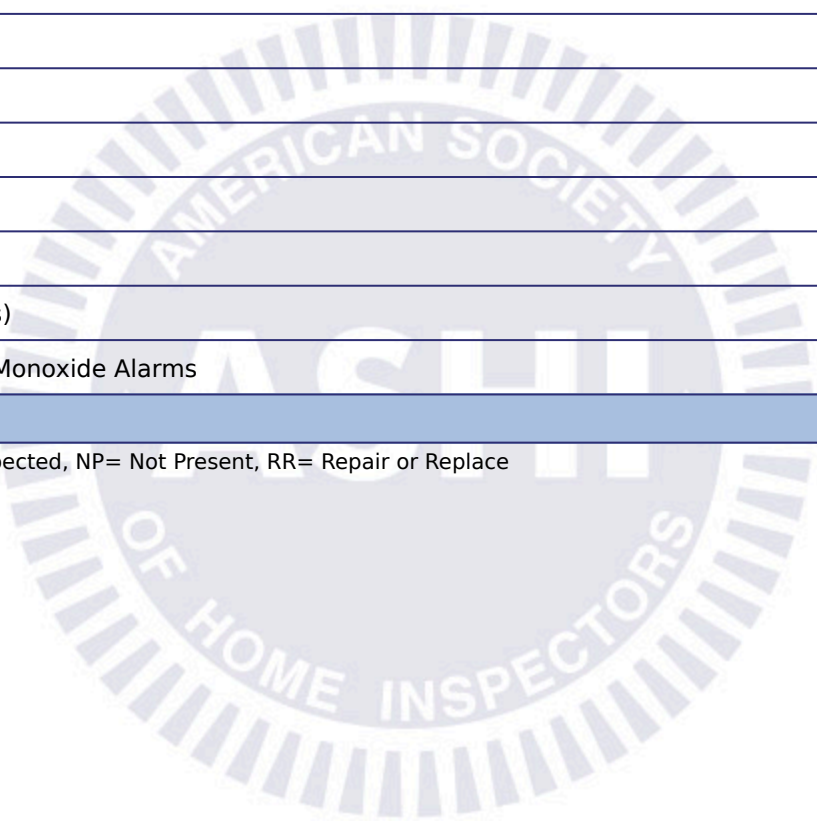 AMERICAN SOCIETY
s)
Monoxide Alarms
ASHI
pected, NP= Not Present, RR= Repair or Replace
OF HOME INSPECTORS